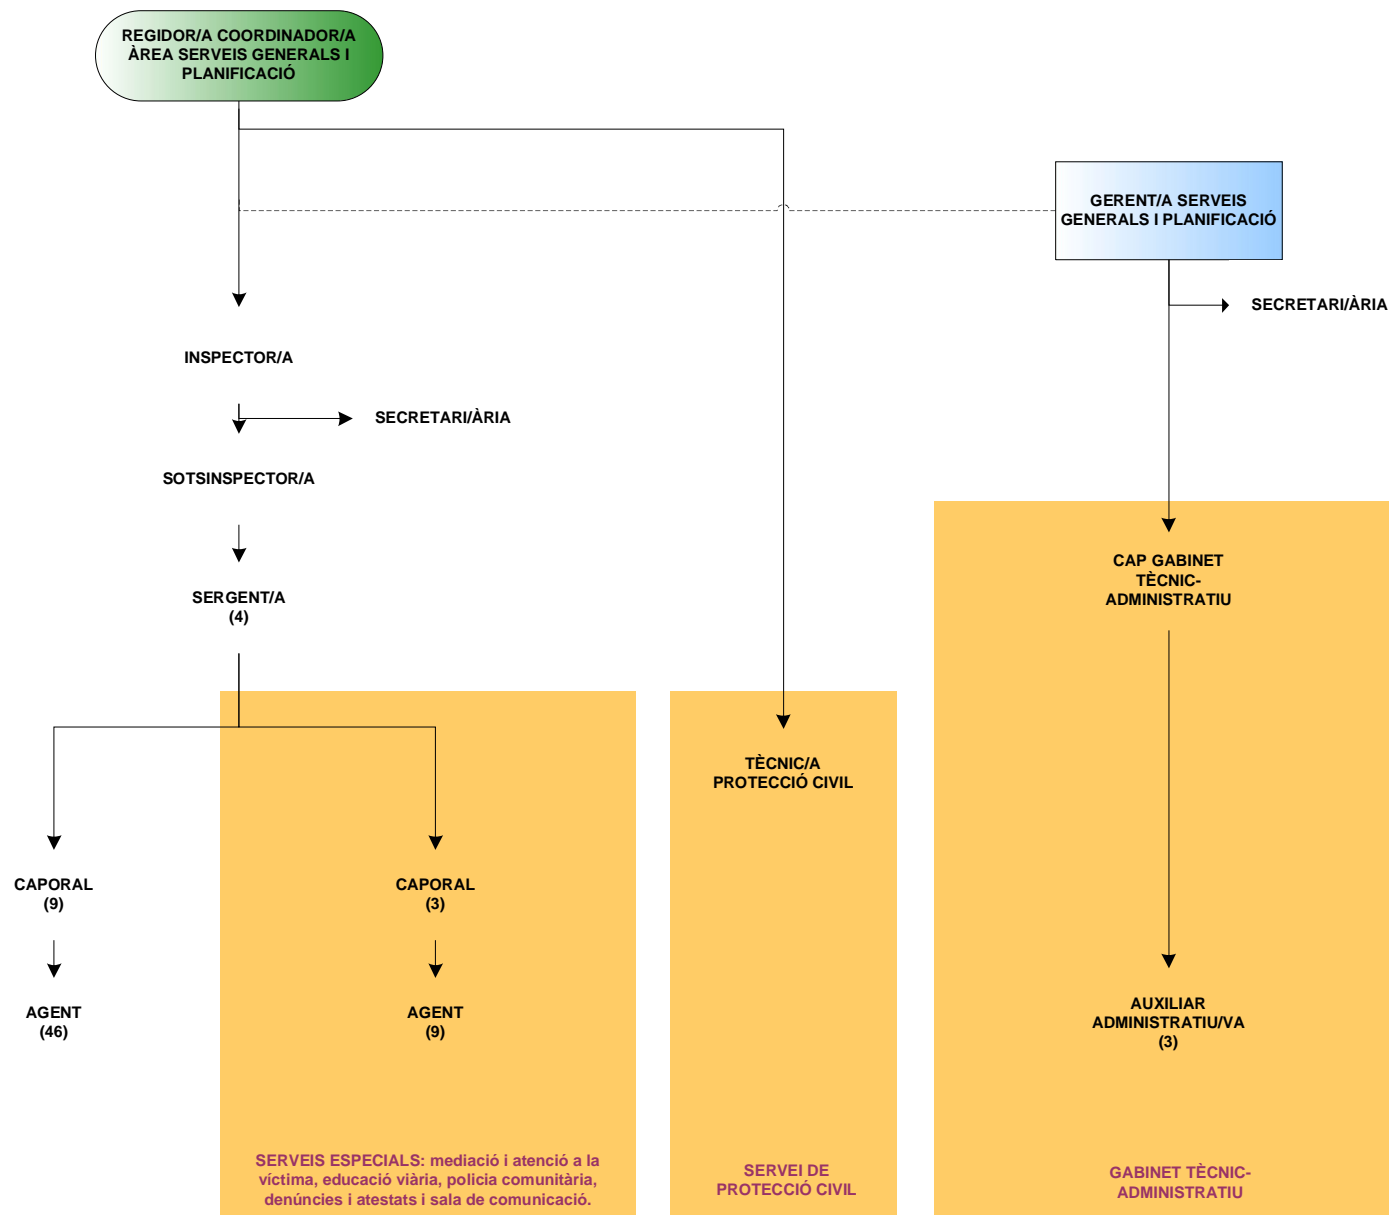 REGIDOR/A COORDINADOR/A
ÀREA SERVEIS GENERALS I
PLANIFICACIÓ
GERENT/A SERVEIS
GENERALS I PLANIFICACIÓ
SECRETARI/ÀRIA
INSPECTOR/A
SECRETARI/ÀRIA
SOTSINSPECTOR/A
SERGENT/A
(4)
CAP GABINET
TÈCNIC-
ADMINISTRATIU
TÈCNIC/A
PROTECCIÓ CIVIL
CAPORAL
(9)
CAPORAL
(3)
AGENT
(46)
AGENT
(9)
AUXILIAR
ADMINISTRATIU/VA
(3)
SERVEIS ESPECIALS: mediació i atenció a la
víctima, educació viària, policia comunitària,
denúncies i atestats i sala de comunicació.
SERVEI DE
PROTECCIÓ CIVIL
GABINET TÈCNIC-
ADMINISTRATIU